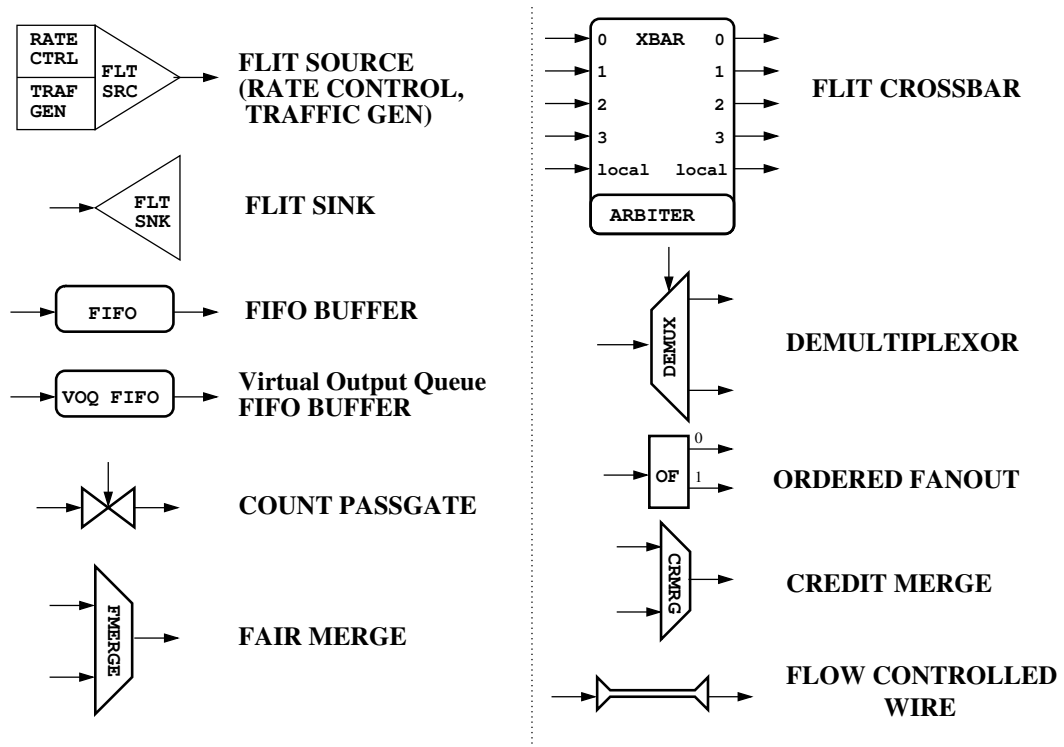 RATE
CTRL
TRAF
GEN
FLT
SRC
FLIT SOURCE
(RATE CONTROL,
TRAFFIC GEN)
FLT
SNK
FLIT SINK
FIFO
FIFO BUFFER
VOQ FIFO
Virtual Output Queue
FIFO BUFFER
COUNT PASSGATE
FMERGE
FAIR MERGE
0 XBAR 0
1 1
2 2
3 3
local local
ARBITER
FLIT CROSSBAR
DEMUX
DEMULTIPLEXOR
0
OF
1
ORDERED FANOUT
CRMRG
CREDIT MERGE
FLOW CONTROLLED
WIRE